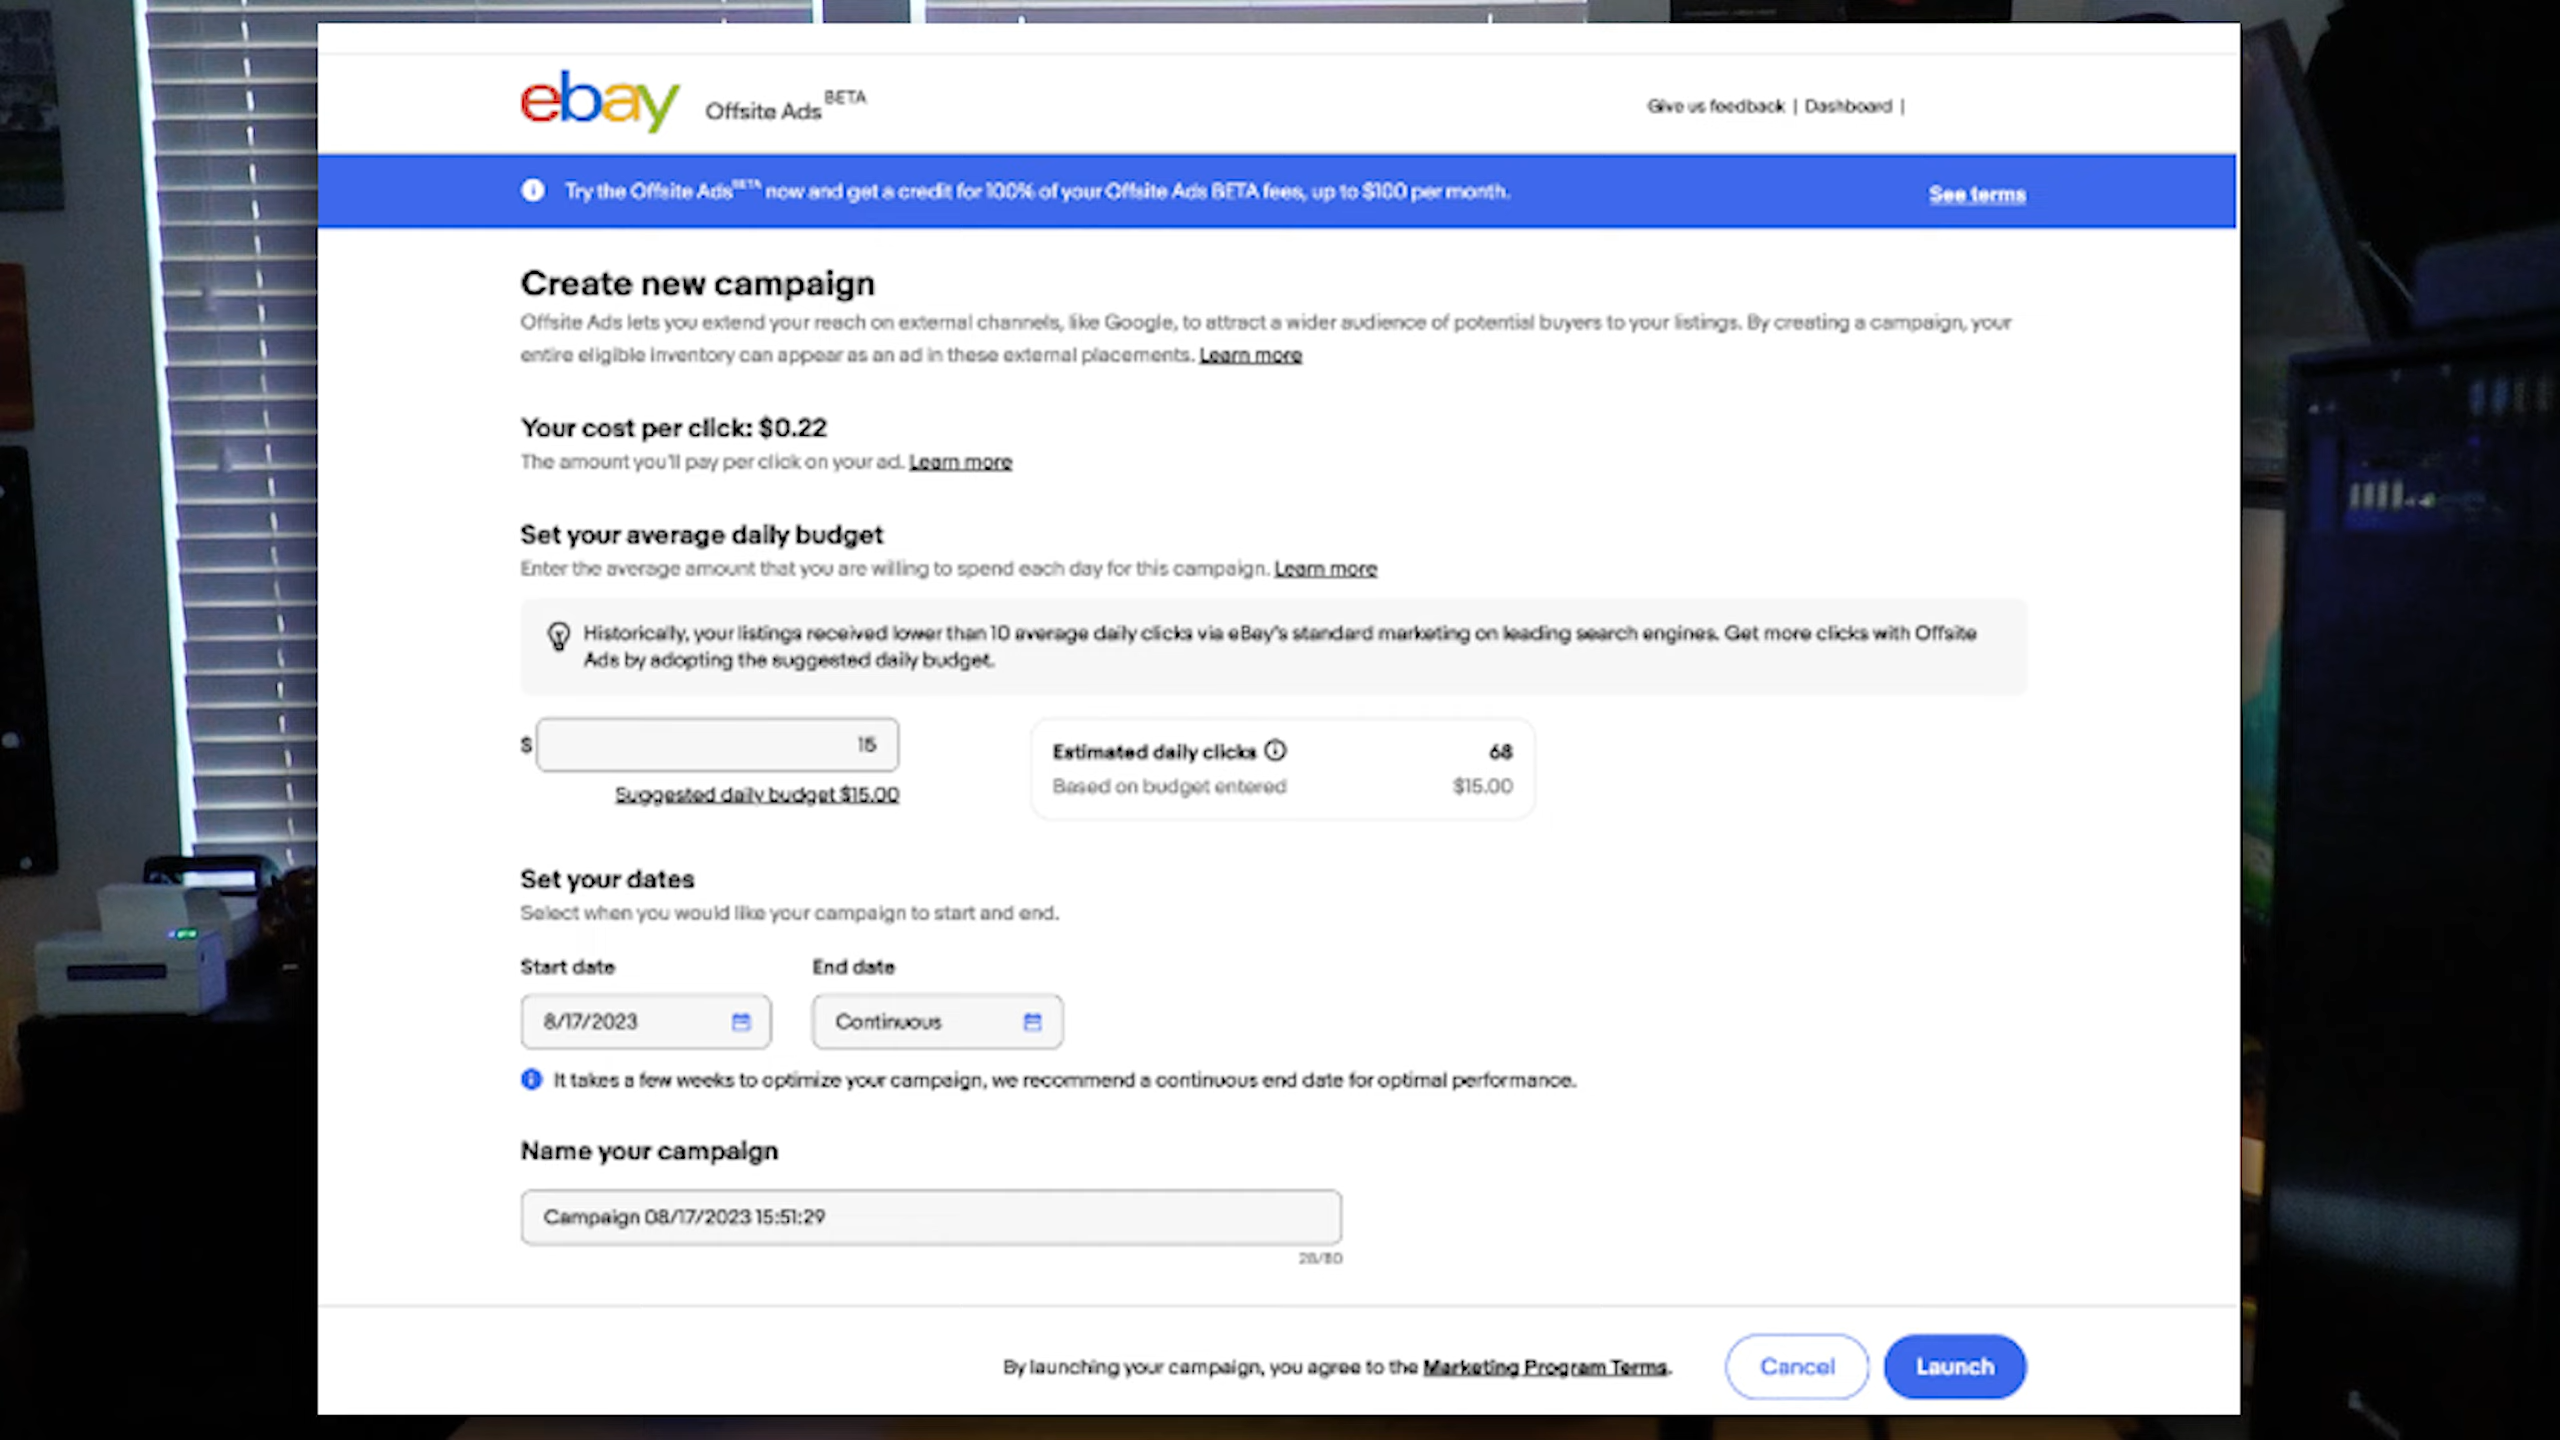 ebay Offsite Ads BETA
Give us feedback | Dashboard |
Try the Offsite Ads BETA now and get a credit for 100% of your Offsite Ads BETA fees, up to $100 per month.
See terms
Create new campaign
Offsite Ads lets you extend your reach on external channels, like Google, to attract a wider audience of potential buyers to your listings. By creating a campaign, your
entire eligible inventory can appear as an ad in these external placements. Learn more
Your cost per click: $0.22
The amount you'll pay per click on your ad. Learn more
Set your average daily budget
Enter the average amount that you are willing to spend each day for this campaign. Learn more
Historically, your listings received lower than 10 average daily clicks via eBay's standard marketing on leading search engines. Get more clicks with Offsite
Ads by adopting the suggested daily budget.
$ 15
Suggested daily budget $15.00
Estimated daily clicks 68
Based on budget entered $15.00
Set your dates
Select when you would like your campaign to start and end.
Start date End date
8/17/2023 Continuous
It takes a few weeks to optimize your campaign, we recommend a continuous end date for optimal performance.
Name your campaign
Campaign 08/17/2023 15:51:29
28/80
By launching your campaign, you agree to the Marketing Program Terms.
Cancel
Launch